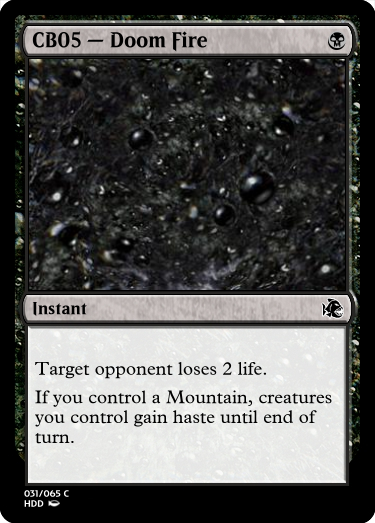 CB05 — Doom Fire
Instant
Target opponent loses 2 life.
If you control a Mountain, creatures
you control gain haste until end of
turn.
031/065 C
HDD